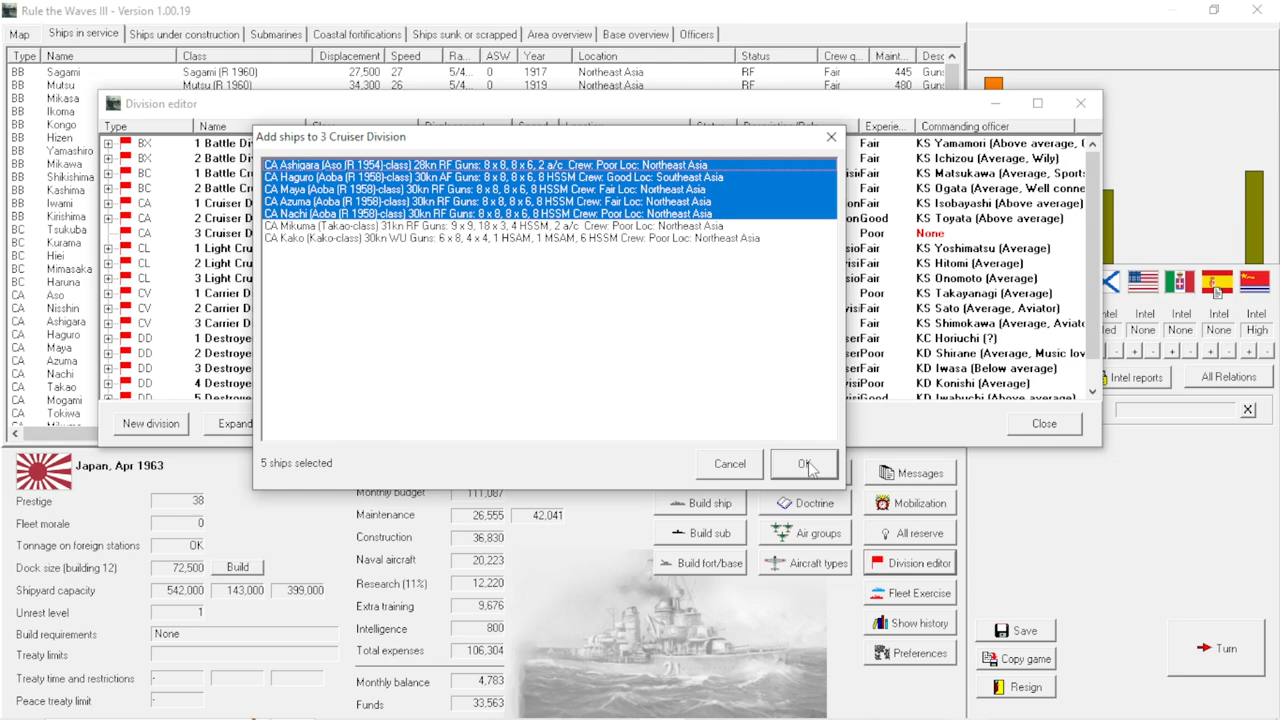 Rule the Waves III - Version 1.00.19
Map Ships in service Ships under construction Submarines Coastal fortifications Ships sunk or scrapped Area overview Base overview Officers
Type Name Class Displacement Speed Ra... ASW Year Location Status Crew q... Maint... Desc
BB Sagami Sagami (R 1960) 27,500 27 5/4... 0 1917 Northeast Asia RF Fair 445 Guns
BB Mutsu Mutsu (R 1960) 34,300 26 5/4... 0 1919 Northeast Asia RF Fair 480 Guns
BB Mikasa
BB Ikoma
BB Kongo
BB Hizen
BB Yamashiro
BB Mikawa
BB Shikishima
BB Kashima
BB Iwami
BB Kirishima
BC Tsukuba
BC Kurama
BC Hiei
BC Mimasaka
BC Haruna
CA Aso
CA Nisshin
CA Ashigara
CA Haguro
CA Maya
CA Azuma
CA Nachi
CA Takao
CA Mogami
CA Tokiwa
Division editor
Type Name Experie... Commanding officer
BX 1 Battle Di Fair KS Yamamori (Above average, (
BX 2 Battle Di Fair KS Ichizou (Average, Wily)
BC 1 Battle Cr Fair KS Matsukawa (Average, Sport:
BC 2 Battle Cr Fair KS Ogata (Average, Well conne
CA 1 Cruiser D Fair KS Isobayashi (Above average)
CA 2 Cruiser D Good KS Toyata (Above average)
CA 3 Cruiser D Poor None
CL 1 Light Cru Fair KS Yoshimatsu (Average)
CL 2 Light Cru Fair KS Hitomi (Average)
CL 3 Light Cru Fair KS Onomoto (Average)
CV 1 Carrier D Poor KS Takayanagi (Average)
CV 2 Carrier D Fair KS Sato (Average, Aviator)
CV 3 Carrier D Fair KS Shimokawa (Average, Aviato
DD 1 Destroye Fair KC Horiuchi (?)
DD 2 Destroye Poor KD Shirane (Average, Music lov
DD 3 Destroye Fair KD Iwasa (Below average)
DD 4 Destroye Poor KD Konishi (Average)
DD 5 Destroye Good KD Iwabuchi (Above average)
New division Expand Close
Add ships to 3 Cruiser Division
CA Ashigara (Aso (R 1954)-class) 28kn RF Guns: 8 x 8, 8 x 6, 2 a/c Crew: Poor Loc: Northeast Asia
CA Haguro (Aoba (R 1958)-class) 30kn AF Guns: 8 x 8, 8 x 6, 8 HSSM Crew: Good Loc: Southeast Asia
CA Maya (Aoba (R 1958)-class) 30kn RF Guns: 8 x 8, 8 x 6, 8 HSSM Crew: Fair Loc: Northeast Asia
CA Azuma (Aoba (R 1958)-class) 30kn RF Guns: 8 x 8, 8 x 6, 8 HSSM Crew: Fair Loc: Northeast Asia
CA Nachi (Aoba (R 1958)-class) 30kn RF Guns: 8 x 8, 8 x 6, 8 HSSM Crew: Poor Loc: Northeast Asia
CA Mikuma (Takao-class) 31kn RF Guns: 9 x 9, 18 x 3, 4 HSSM, 2 a/c Crew: Poor Loc: Northeast Asia
CA Kako (Kako-class) 30kn WU Guns: 6 x 8, 4 x 4, 1 HSAM, 1 MSAM, 6 HSSM Crew: Poor Loc: Northeast Asia
5 ships selected
Cancel OK
Intel Intel Intel Intel
None None None High
- + - + - + -
Intel reports All Relations
Japan, Apr 1963
Prestige 38
Fleet morale 0
Tonnage on foreign stations OK
Dock size (building 12) 72,500 Build
Shipyard capacity 542,000 143,000 399,000
Unrest level 1
Build requirements None
Treaty limits
Treaty time and restrictions - - -
Peace treaty limit -
Monthly budget 111,087
Maintenance 26,555 42,041
Construction 36,830
Naval aircraft 20,223
Research (11%) 12,220
Extra training 9,676
Intelligence 800
Total expenses 106,304
Monthly balance 4,783
Funds 33,563
Messages
Build ship Doctrine Mobilization
Build sub Air groups All reserve
Build fort/base Aircraft types Division editor
Fleet Exercise
Show history
Preferences
Save
Copy game
Resign
Turn